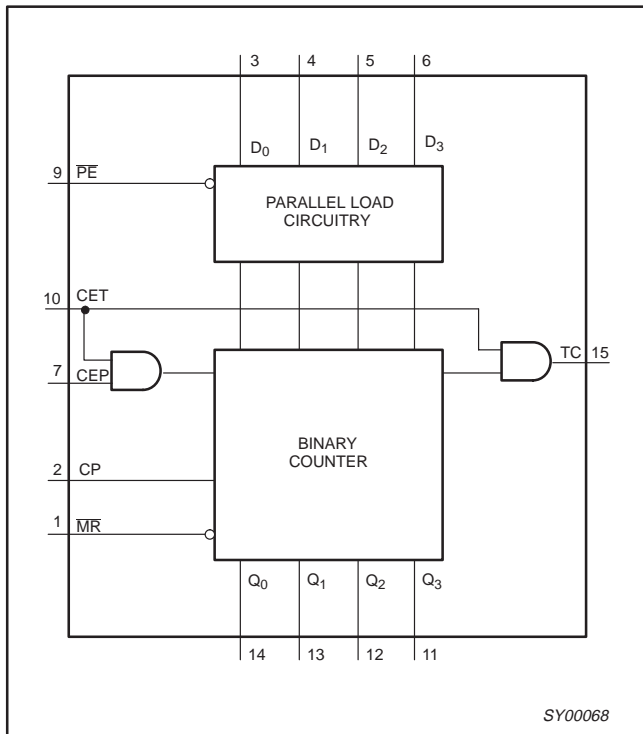 3 4 5 6
D0 D1 D2 D3
9 PE
PARALLEL LOAD
CIRCUITRY
10 CET
TC 15
7 CEP
BINARY
COUNTER
2 CP
1 MR
Q0 Q1 Q2 Q3
14 13 12 11
SY00068